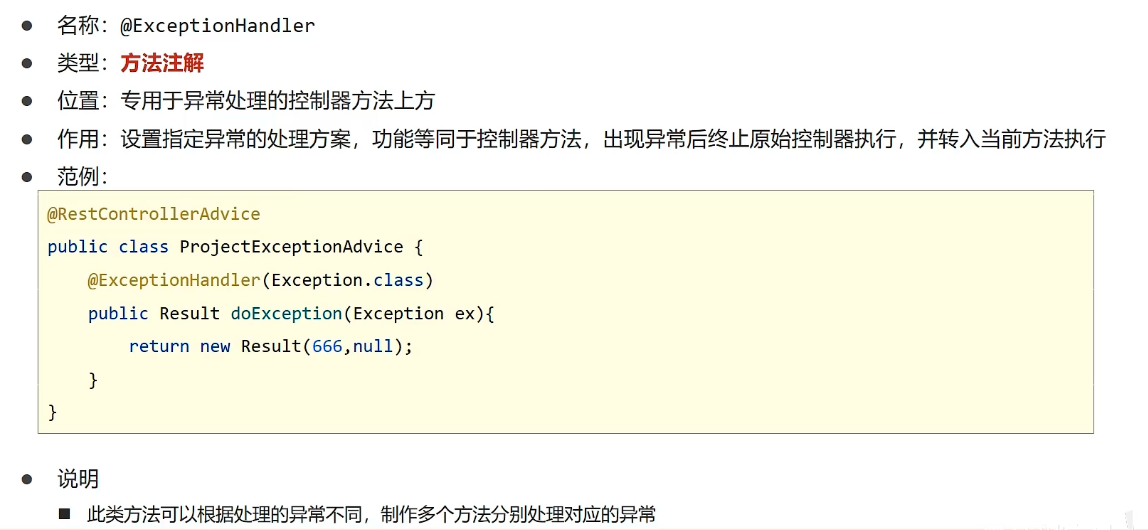 ● 名称：@ExceptionHandler
● 类型：方法注解
● 位置：专用于异常处理的控制器方法上方
● 作用：设置指定异常的处理方案，功能等同于控制器方法，出现异常后终止原始控制器执行，并转入当前方法执行
● 范例：
@RestControllerAdvice
public class ProjectExceptionAdvice {
    @ExceptionHandler(Exception.class)
    public Result doException(Exception ex){
        return new Result(666,null);
    }
}
● 说明
■ 此类方法可以根据处理的异常不同，制作多个方法分别处理对应的异常